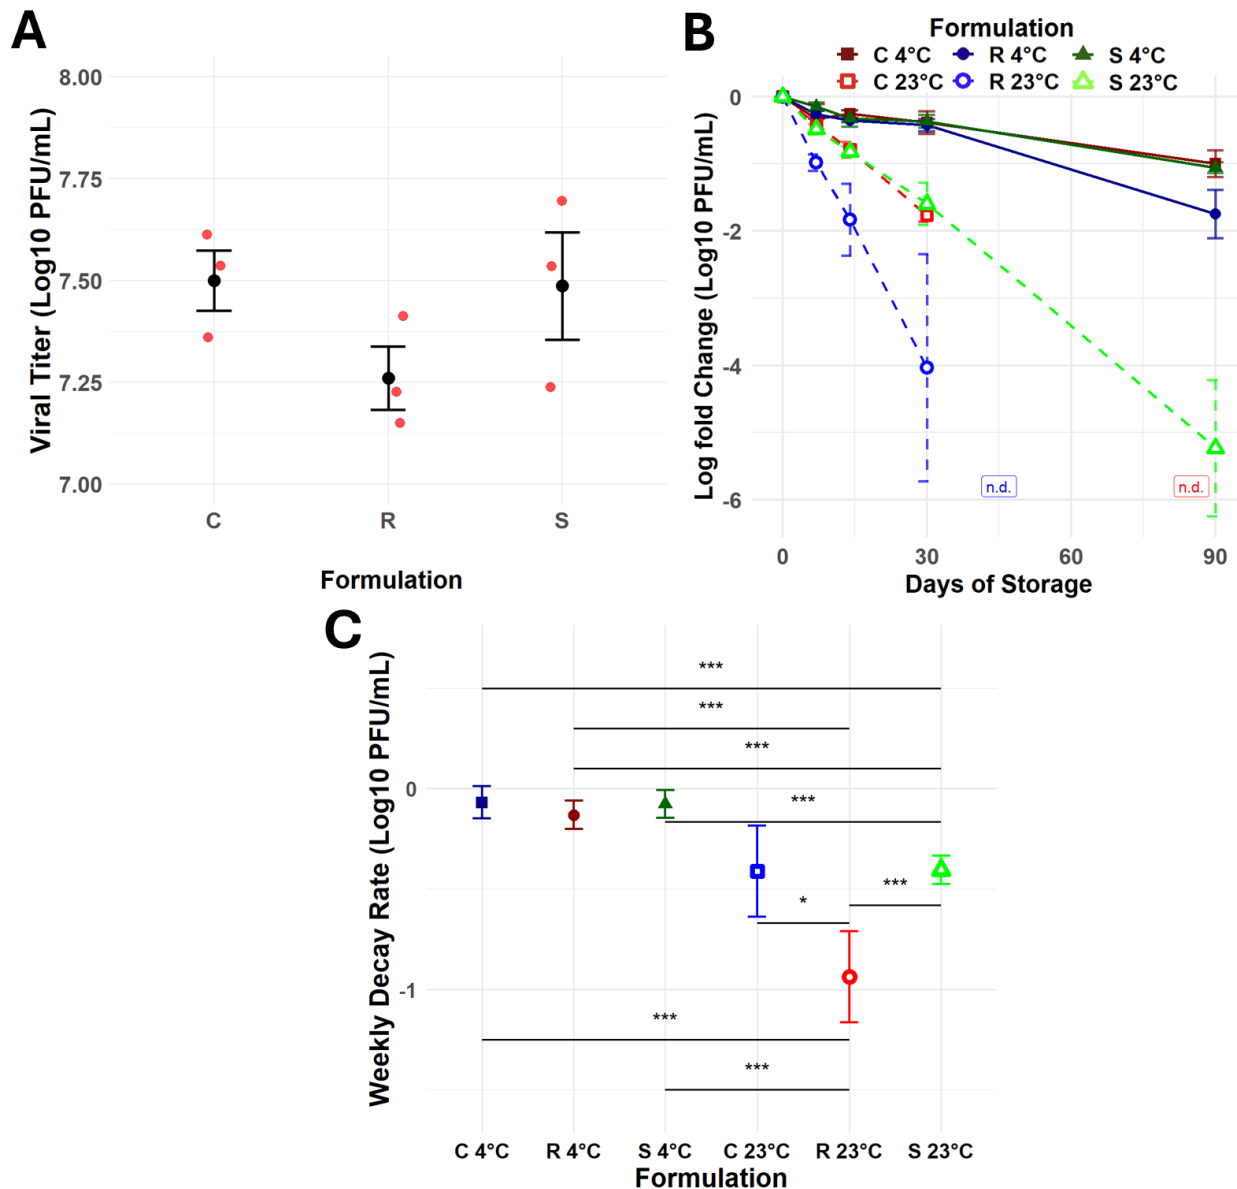 A
Viral Titer (Log10 PFU/mL)
8.00
7.75
7.50
7.25
7.00
C R S
Formulation
B
Formulation
C 4°C R 4°C S 4°C
C 23°C R 23°C S 23°C
Log fold Change (Log10 PFU/mL)
0
-2
-4
-6
n.d. n.d.
0 30 60 90
Days of Storage
C
Weekly Decay Rate (Log10 PFU/mL)
***
***
***
0
***
***
*
-1
***
***
C 4°C R 4°C S 4°C C 23°C R 23°C S 23°C
Formulation